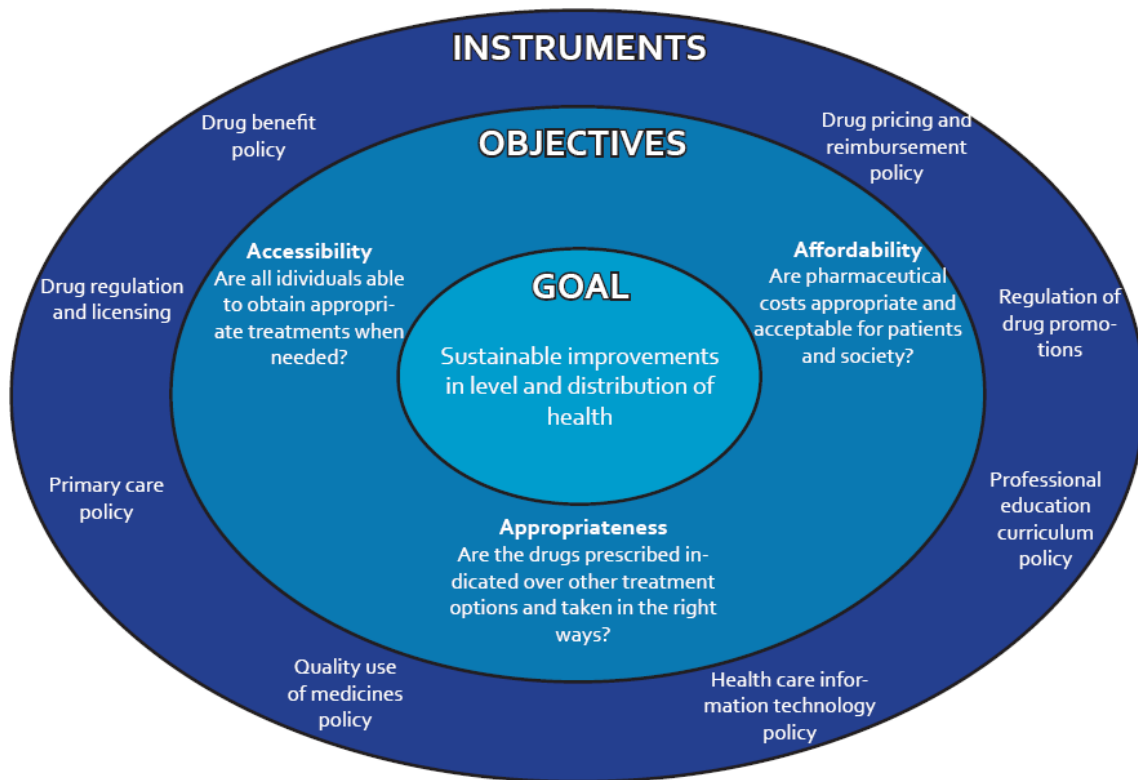 INSTRUMENTS
Drug benefit
policy
Drug pricing and
reimbursement
policy
OBJECTIVES
Accessibility
Are all idividuals able
to obtain appropri-
ate treatments when
needed?
Affordability
Are pharmaceutical
costs appropriate and
acceptable for patients
and society?
GOAL
Sustainable improvements
in level and distribution of
health
Drug regulation
and licensing
Regulation of
drug promo-
tions
Primary care
policy
Professional
education
curriculum
policy
Appropriateness
Are the drugs prescribed in-
dicated over other treatment
options and taken in the right
ways?
Quality use
of medicines
policy
Health care infor-
mation technology
policy